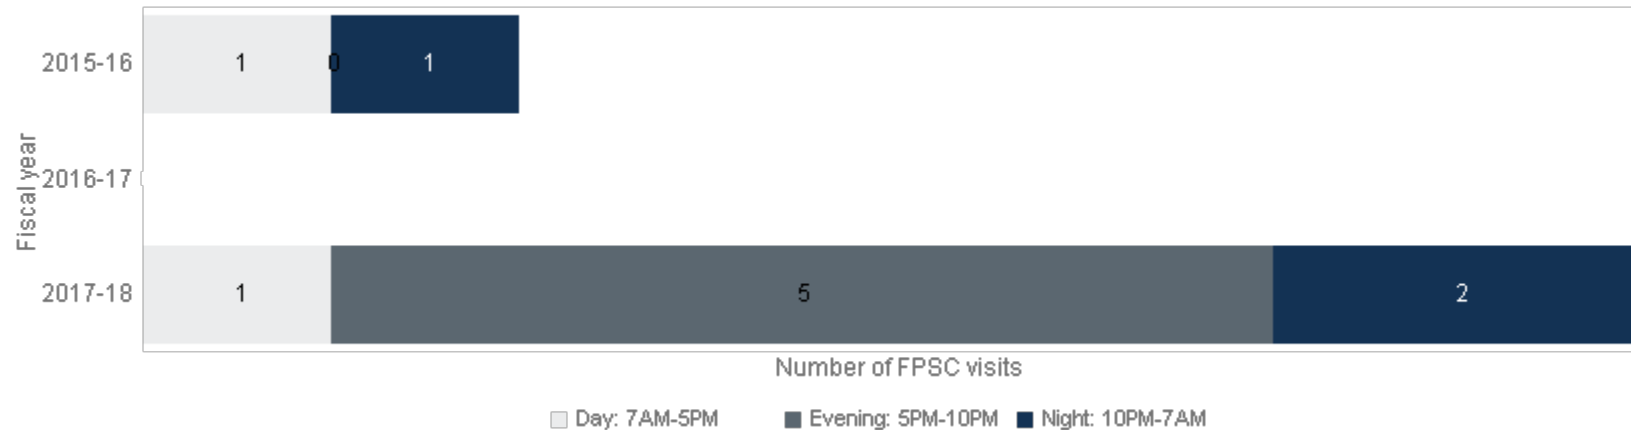 2015-16
1
0
1
Fiscal year
2016-17
2017-18
1
5
2
Number of FPSC visits
Day: 7AM-5PM
Evening: 5PM-10PM
Night: 10PM-7AM